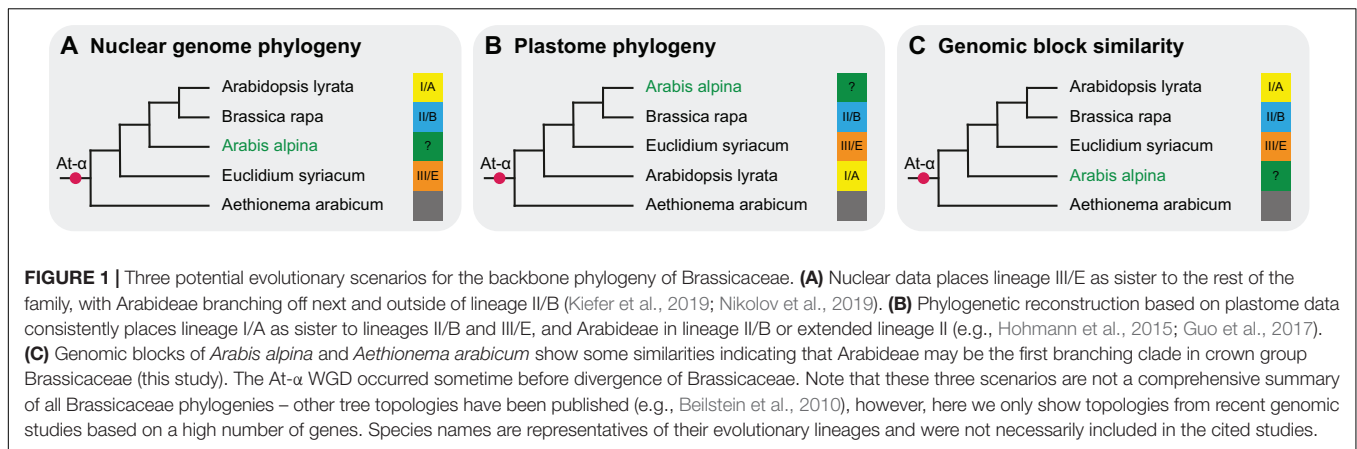 A Nuclear genome phylogeny
Arabidopsis lyrata I/A
Brassica rapa II/B
Arabis alpina ?
At-α
Euclidium syriacum III/E
Aethionema arabicum
B Plastome phylogeny
Arabis alpina ?
Brassica rapa II/B
Euclidium syriacum III/E
At-α
Arabidopsis lyrata I/A
Aethionema arabicum
C Genomic block similarity
Arabidopsis lyrata I/A
Brassica rapa II/B
Euclidium syriacum III/E
At-α
Arabis alpina ?
Aethionema arabicum
FIGURE 1 | Three potential evolutionary scenarios for the backbone phylogeny of Brassicaceae. (A) Nuclear data places lineage III/E as sister to the rest of the
family, with Arabideae branching off next and outside of lineage II/B (Kiefer et al., 2019; Nikolov et al., 2019). (B) Phylogenetic reconstruction based on plastome data
consistently places lineage I/A as sister to lineages II/B and III/E, and Arabideae in lineage II/B or extended lineage II (e.g., Hohmann et al., 2015; Guo et al., 2017).
(C) Genomic blocks of Arabis alpina and Aethionema arabicum show some similarities indicating that Arabideae may be the first branching clade in crown group
Brassicaceae (this study). The At-α WGD occurred sometime before divergence of Brassicaceae. Note that these three scenarios are not a comprehensive summary
of all Brassicaceae phylogenies – other tree topologies have been published (e.g., Beilstein et al., 2010), however, here we only show topologies from recent genomic
studies based on a high number of genes. Species names are representatives of their evolutionary lineages and were not necessarily included in the cited studies.